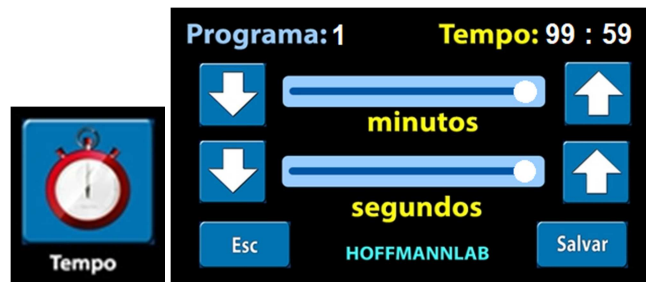 Tempo
Programa: 1 Tempo: 99 : 59
minutos
segundos
Esc HOFFMANNLAB Salvar